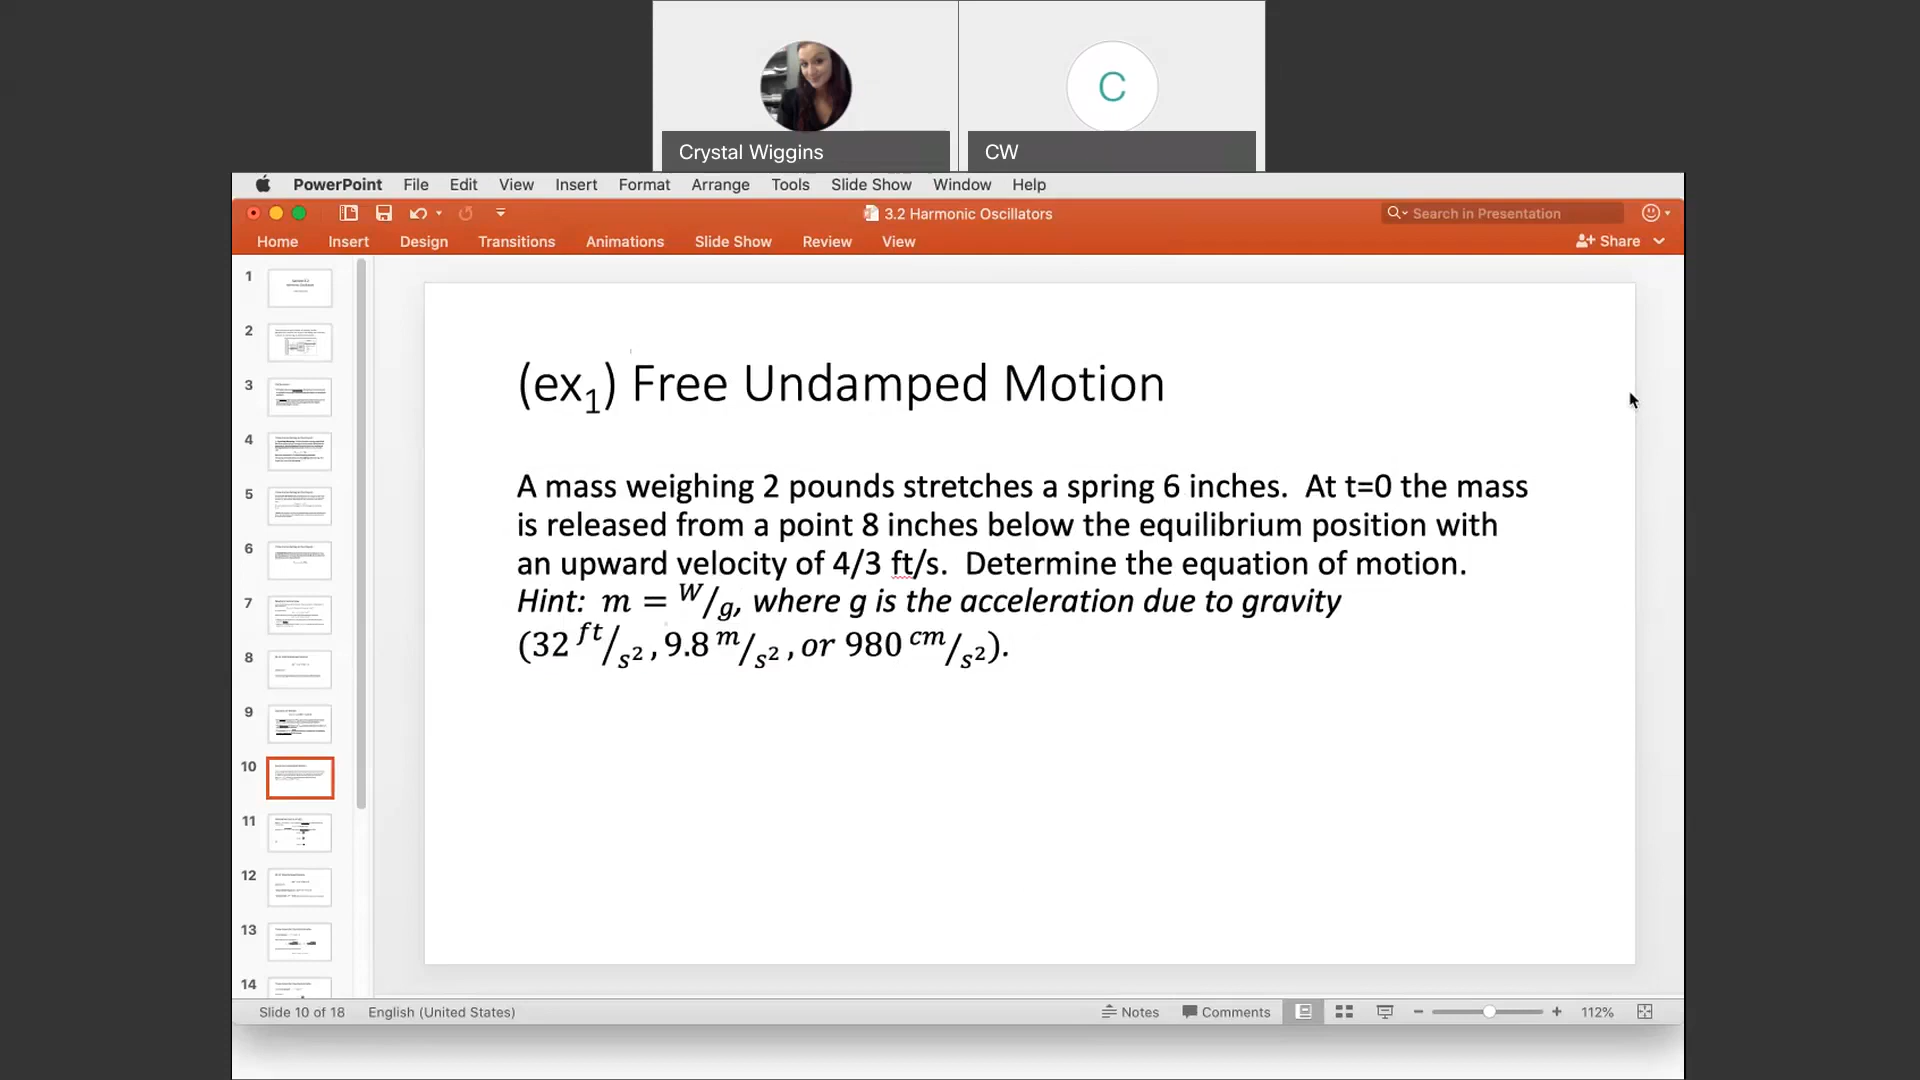 Crystal Wiggins
C
CW
PowerPoint File Edit View Insert Format Arrange Tools Slide Show Window Help
3.2 Harmonic Oscillators
Search in Presentation
Home Insert Design Transitions Animations Slide Show Review View
Share
1
2
3
4
5
6
7
8
9
10
11
12
13
14
(ex₁) Free Undamped Motion
A mass weighing 2 pounds stretches a spring 6 inches. At t=0 the mass
is released from a point 8 inches below the equilibrium position with
an upward velocity of 4/3 ft/s. Determine the equation of motion.
Hint: m = W/g, where g is the acceleration due to gravity
(32 ft/s², 9.8 m/s², or 980 cm/s²).
Slide 10 of 18 English (United States)
Notes Comments
112%